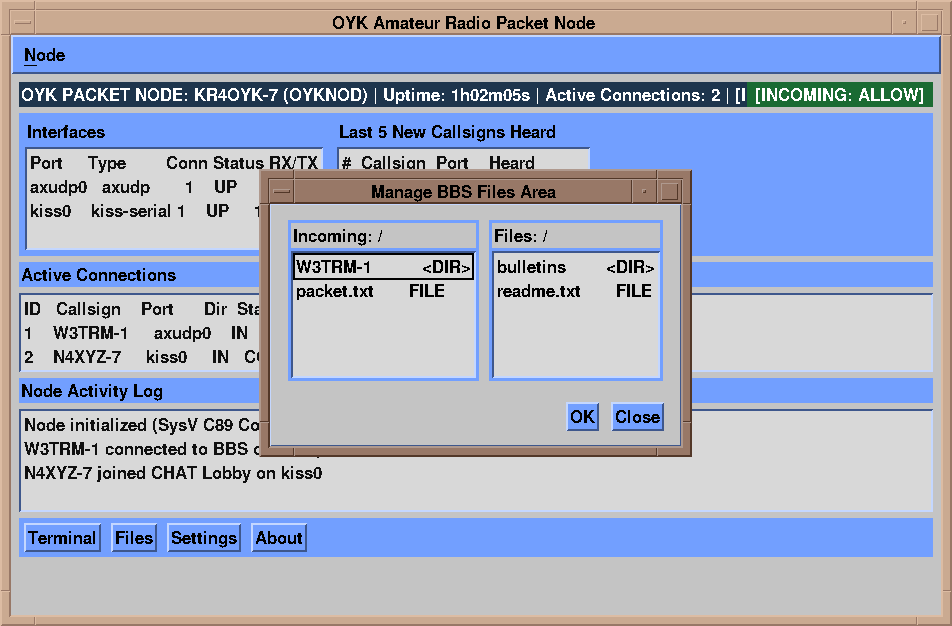 OYK Amateur Radio Packet Node
Node
OYK PACKET NODE: KR4OYK-7 (OYKNOD) | Uptime: 1h02m05s | Active Connections: 2 | [I [INCOMING: ALLOW]
Interfaces
Port Type Conn Status RX/TX
axudp0 axudp 1 UP
kiss0 kiss-serial 1 UP 1
Last 5 New Callsigns Heard
# Callsign Port Heard
Manage BBS Files Area
Incoming: /
W3TRM-1 <DIR>
packet.txt FILE
Files: /
bulletins <DIR>
readme.txt FILE
OK Close
Active Connections
ID Callsign Port Dir Sta
1 W3TRM-1 axudp0 IN
2 N4XYZ-7 kiss0 IN CO
Node Activity Log
Node initialized (SysV C89 Co
W3TRM-1 connected to BBS
N4XYZ-7 joined CHAT Lobby on kiss0
Terminal Files Settings About